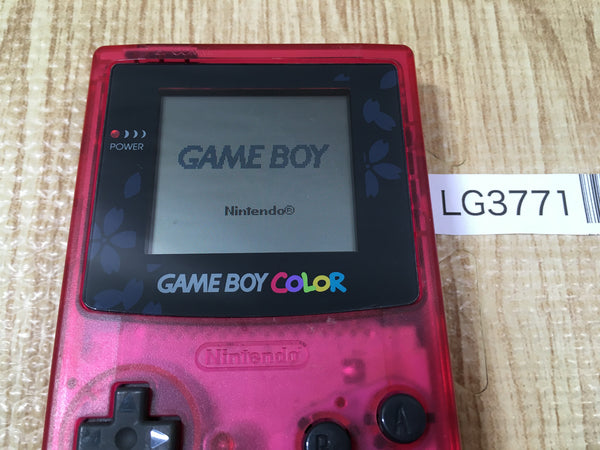 POWER
GAME BOY
Nintendo®
GAME BOY COLOR
Nintendo
A
B
LG3771